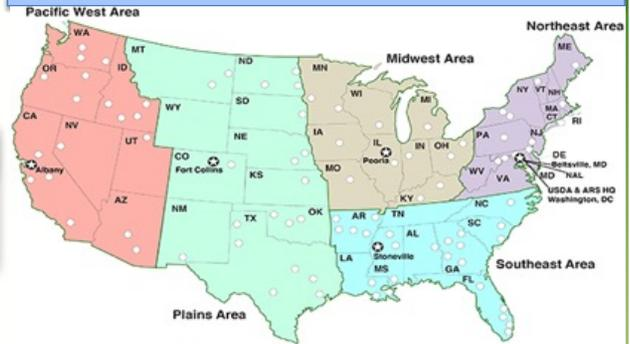 Pacific West Area
Northeast Area
Midwest Area
WA
MT
ND
MN
ME
OR
ID
WI
MI
NY
VT
NH
WY
SD
MA
CT
RI
CA
NV
UT
NE
IA
IL
IN
OH
PA
NJ
Peoria
DE
Beltsville, MD
CO
Fort Collins
KS
MO
WV
VA
MD
NAL
Albany
KY
USDA & ARS HQ
Washington, DC
AZ
NM
TX
OK
AR
TN
NC
SC
AL
Stoneville
LA
MS
GA
FL
Southeast Area
Plains Area